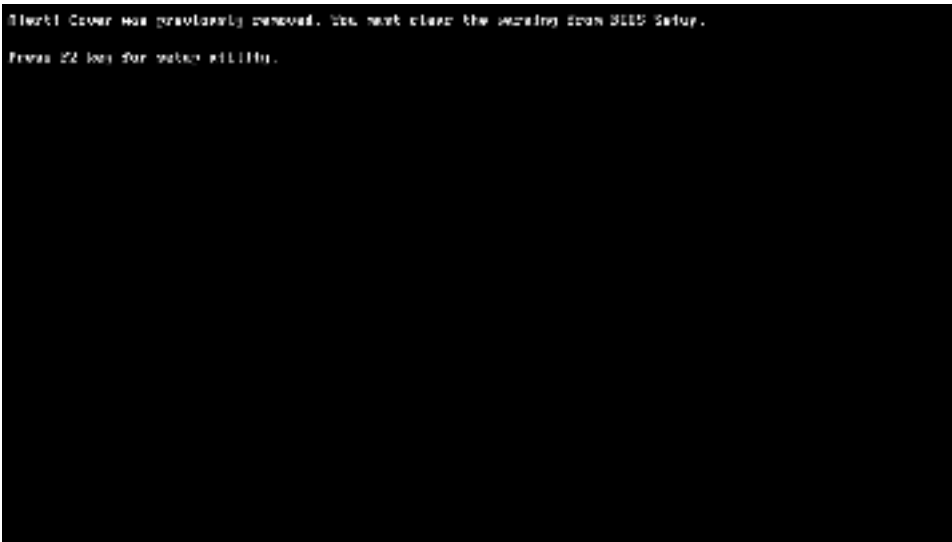 Alert! Cover was previously removed. You must clear the warning from BIOS Setup.
Press F2 key for setup utility.